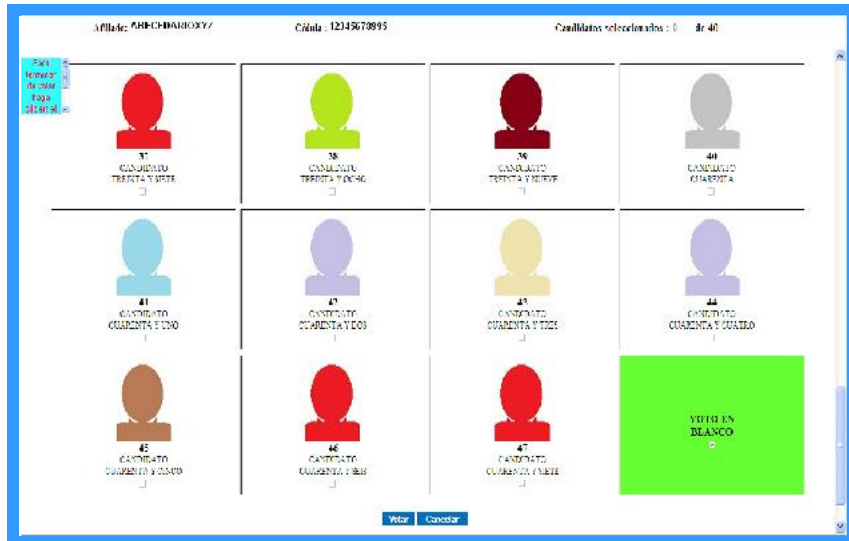 Afiliado: ABECEDARIOXYZ Cédula : 12345678995 Candidatos seleccionados : 0 de 40
Para
terminar
de votar
haga
clic en el
37
CANDIDATO
TREINTA Y SIETE
38
CANDIDATO
TREINTA Y OCHO
39
CANDIDATO
TREINTA Y NUEVE
40
CANDIDATO
CUARENTA
41
CANDIDATO
CUARENTA Y UNO
42
CANDIDATO
CUARENTA Y DOS
43
CANDIDATO
CUARENTA Y TRES
44
CANDIDATO
CUARENTA Y CUATRO
45
CANDIDATO
CUARENTA Y CINCO
46
CANDIDATO
CUARENTA Y SEIS
47
CANDIDATO
CUARENTA Y SIETE
VOTO EN
BLANCO
Votar Cancelar